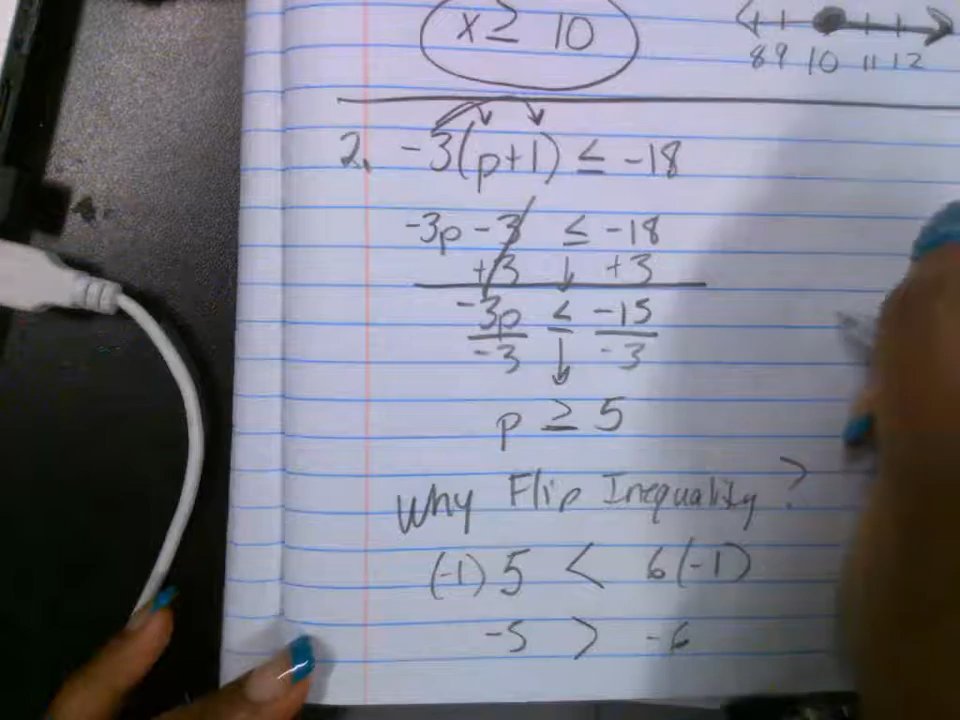 x ≥ 10
8 9 10 11 12
2. -3(p+1) ≤ -18
-3p - 3 ≤ -18
+3 ↓ +3
-3p ≤ -15
-3 ↓ -3
p ≥ 5
Why Flip Inequality?
(-1) 5 < 6(-1)
-5 > -6